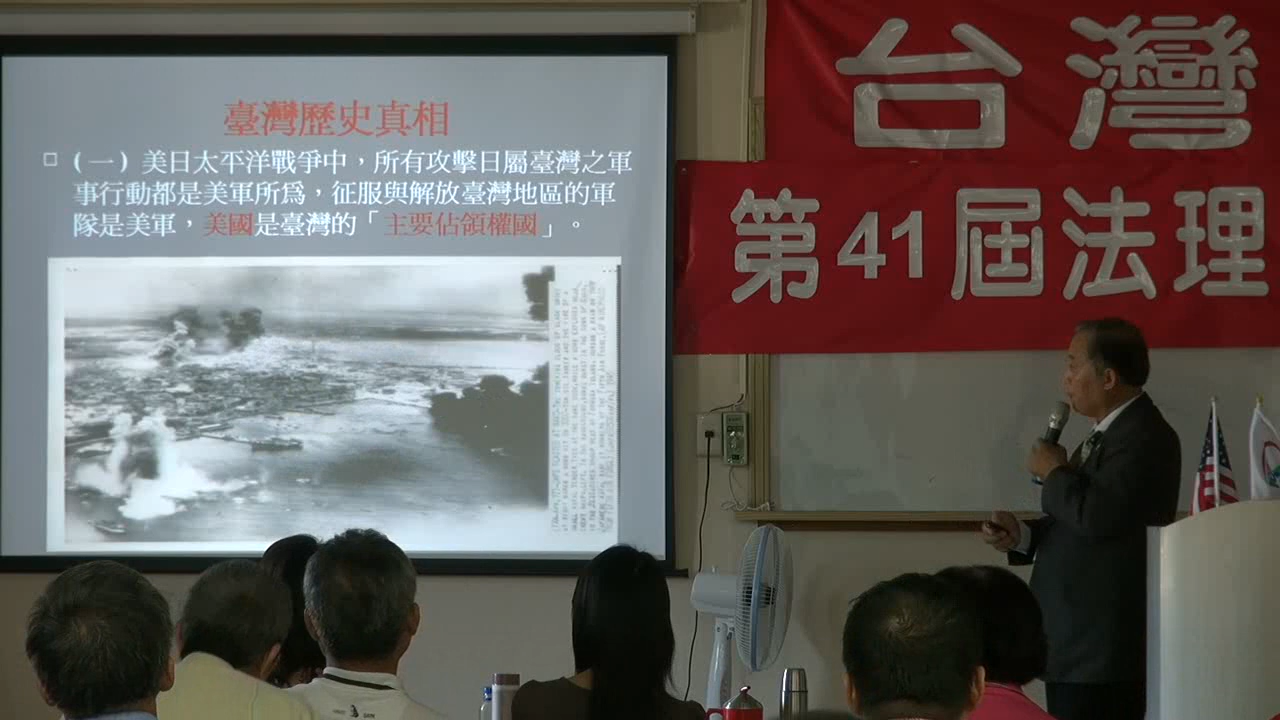 臺灣歷史真相
(一)美日太平洋戰爭中，所有攻擊日屬臺灣之軍
事行動都是美軍所為，征服與解放臺灣地區的軍
隊是美軍，美國是臺灣的「主要佔領權國」。
台灣
第41屆法理